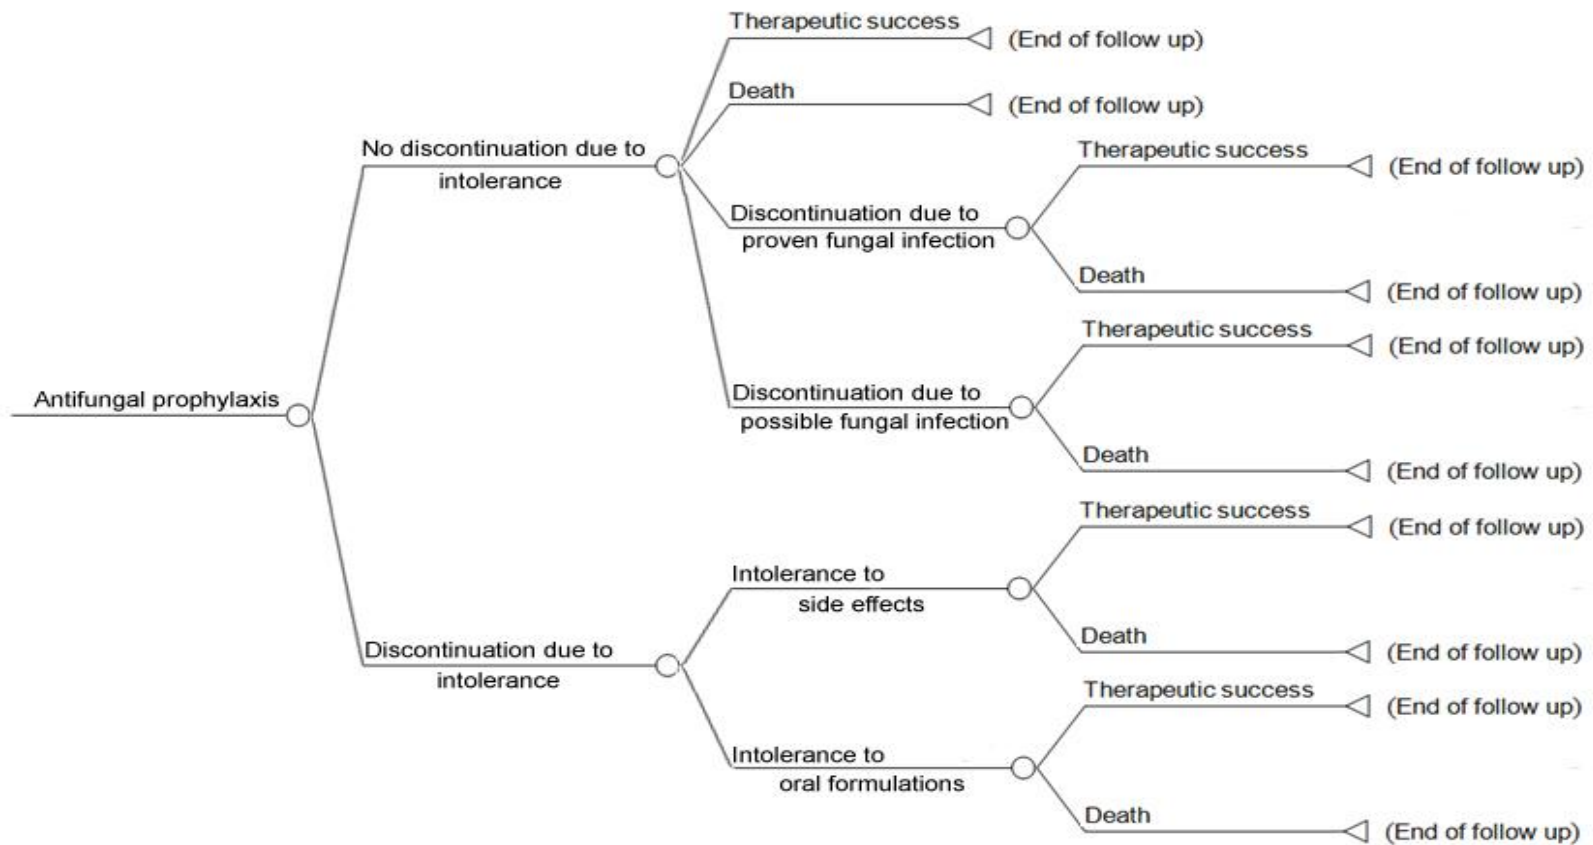 Therapeutic success
(End of follow up)
Death
(End of follow up)
No discontinuation due to
intolerance
Therapeutic success
(End of follow up)
Discontinuation due to
proven fungal infection
Death
(End of follow up)
Therapeutic success
(End of follow up)
Discontinuation due to
possible fungal infection
Antifungal prophylaxis
Death
(End of follow up)
Therapeutic success
(End of follow up)
Intolerance to
side effects
Discontinuation due to
intolerance
Death
(End of follow up)
Therapeutic success
(End of follow up)
Intolerance to
oral formulations
Death
(End of follow up)